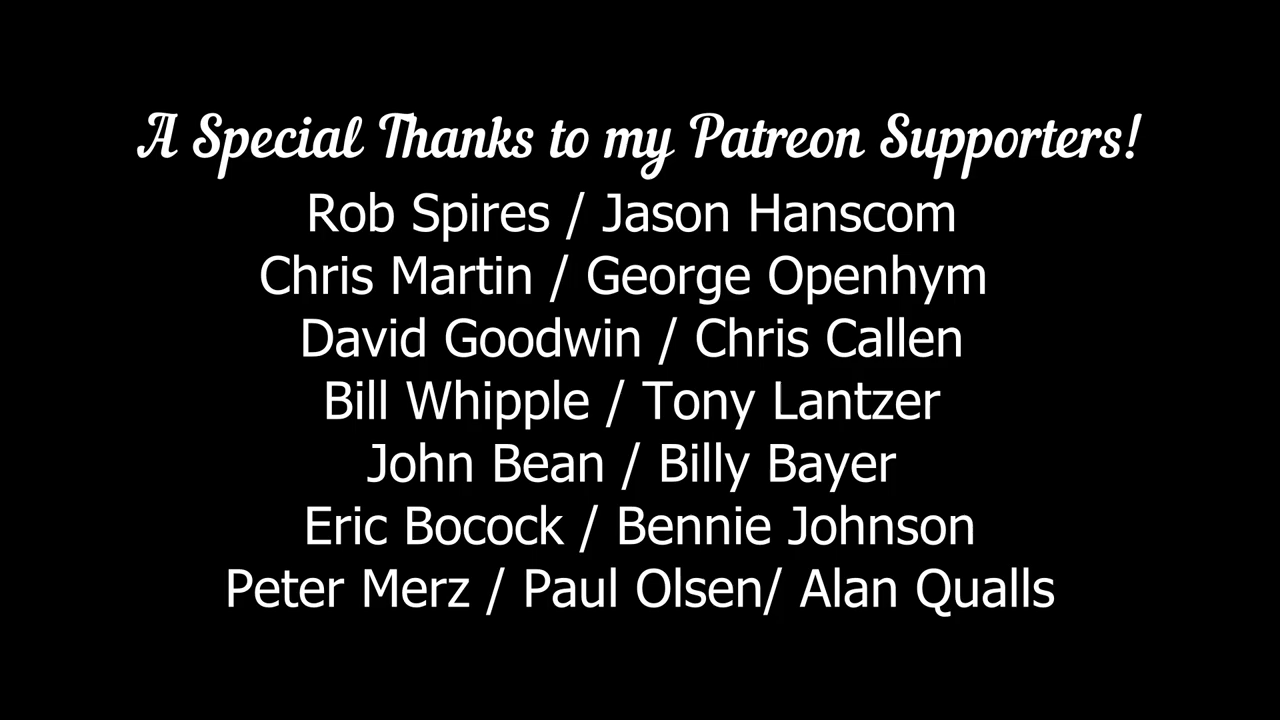 A Special Thanks to my Patreon Supporters!
Rob Spires / Jason Hanscom
Chris Martin / George Openhym
David Goodwin / Chris Callen
Bill Whipple / Tony Lantzer
John Bean / Billy Bayer
Eric Bocock / Bennie Johnson
Peter Merz / Paul Olsen/ Alan Qualls